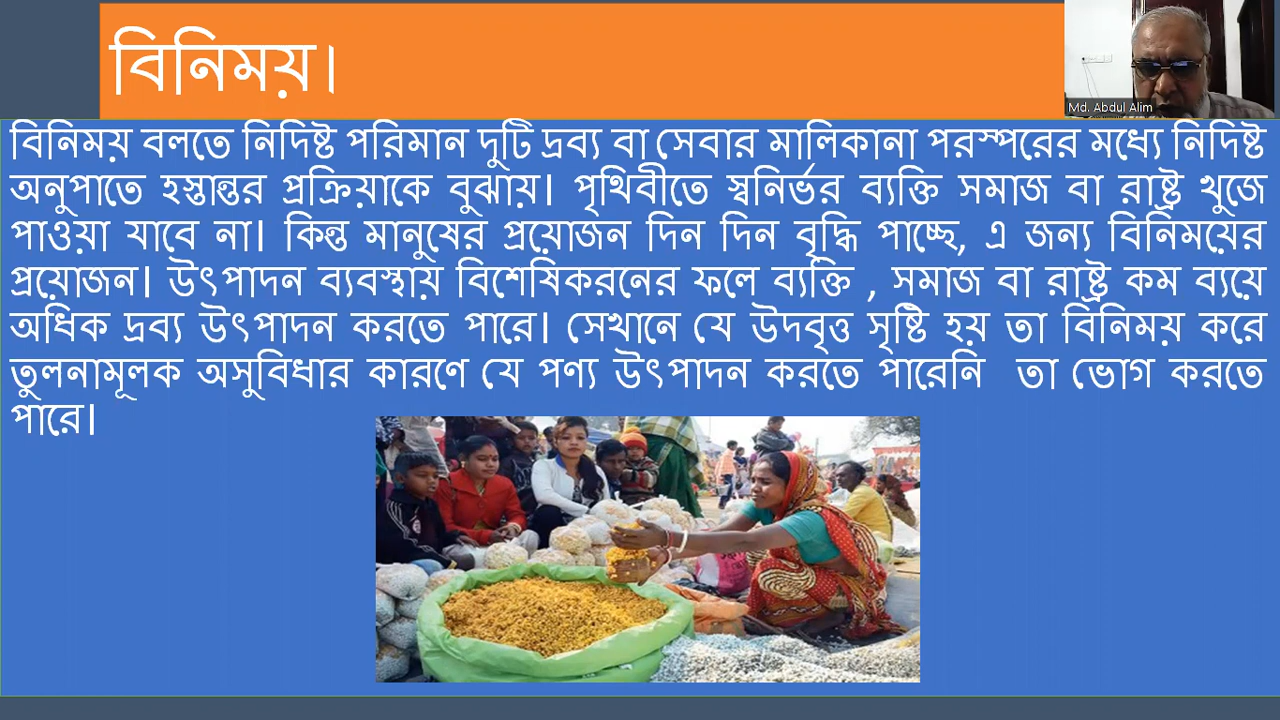 বিনিময়।
Md. Abdul Alim
বিনিময় বলতে নিদিষ্ট পরিমান দুটি দ্রব্য বা সেবার মালিকানা পরস্পরের মধ্যে নিদিষ্ট
অনুপাতে হস্তান্তর প্রক্রিয়াকে বুঝায়। পৃথিবীতে স্বনির্ভর ব্যক্তি সমাজ বা রাষ্ট্র খুজে
পাওয়া যাবে না। কিন্ত মানুষের প্রয়োজন দিন দিন বৃদ্ধি পাচ্ছে, এ জন্য বিনিময়ের
প্রয়োজন। উৎপাদন ব্যবস্থায় বিশেষিকরনের ফলে ব্যক্তি , সমাজ বা রাষ্ট্র কম ব্যয়ে
অধিক দ্রব্য উৎপাদন করতে পারে। সেখানে যে উদবৃত্ত সৃষ্টি হয় তা বিনিময় করে
তুলনামূলক অসুবিধার কারণে যে পণ্য উৎপাদন করতে পারেনি তা ভোগ করতে
পারে।